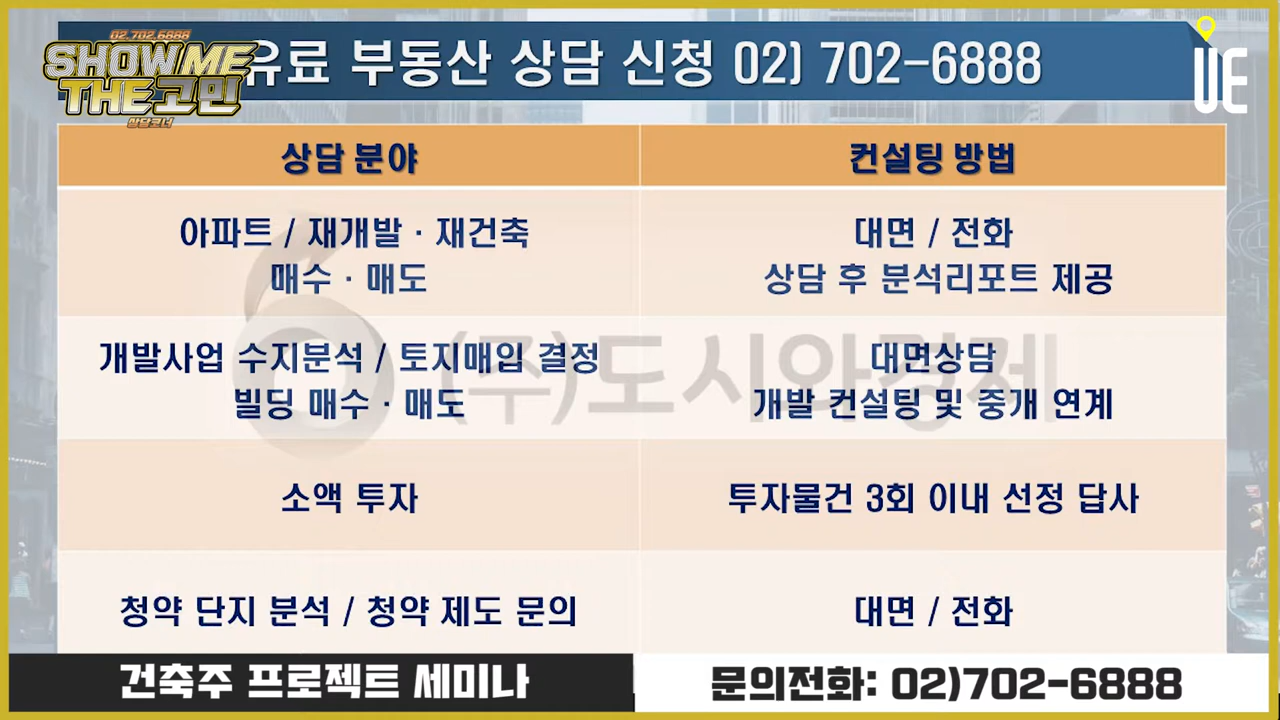 02.702.6888
SHOW ME
THE 고민
상담코너
유료 부동산 상담 신청 02) 702-6888
UE
상담 분야
컨설팅 방법
아파트 / 재개발 · 재건축
매수 · 매도
대면 / 전화
상담 후 분석리포트 제공
개발사업 수지분석 / 토지매입 결정
빌딩 매수 · 매도
대면상담
개발 컨설팅 및 중개 연계
(주)도시와경제
소액 투자
투자물건 3회 이내 선정 답사
청약 단지 분석 / 청약 제도 문의
대면 / 전화
건축주 프로젝트 세미나
문의전화: 02)702-6888